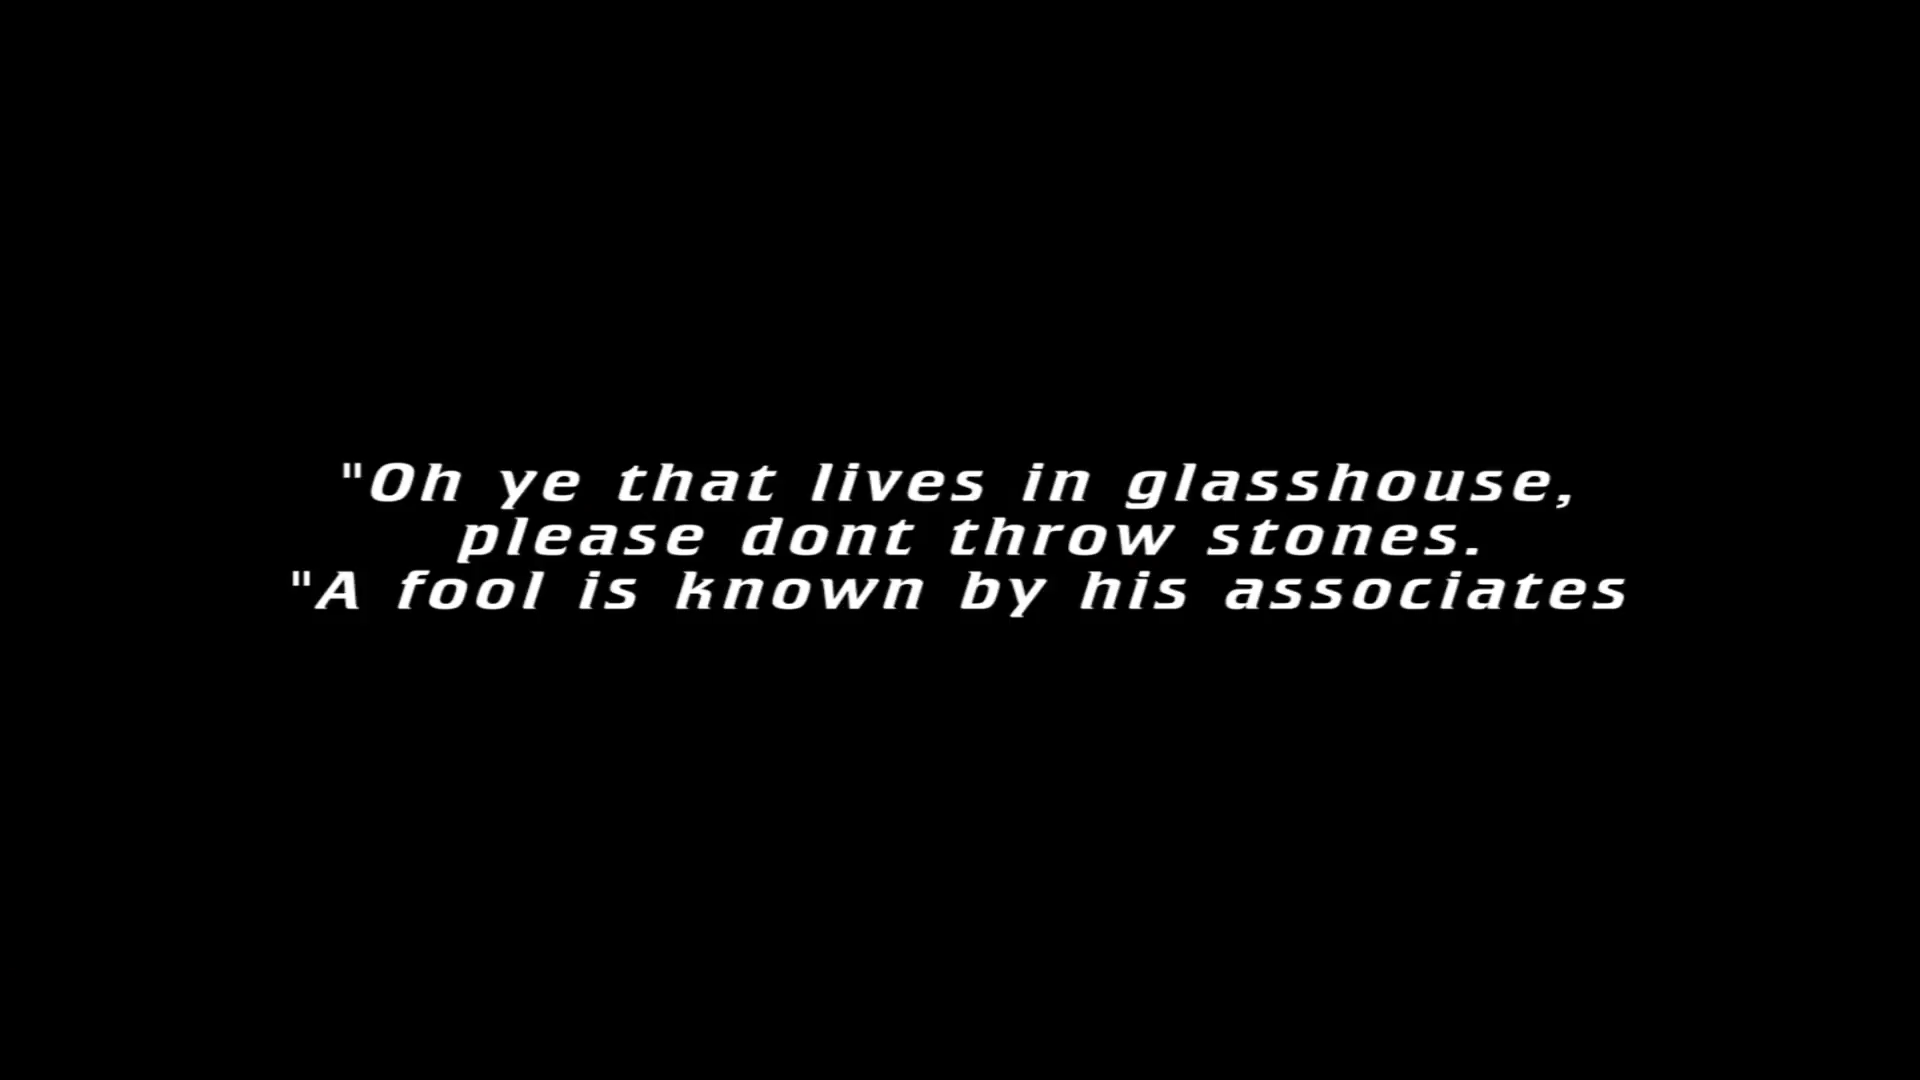 "Oh ye that lives in glasshouse,
please dont throw stones.
"A fool is known by his associates